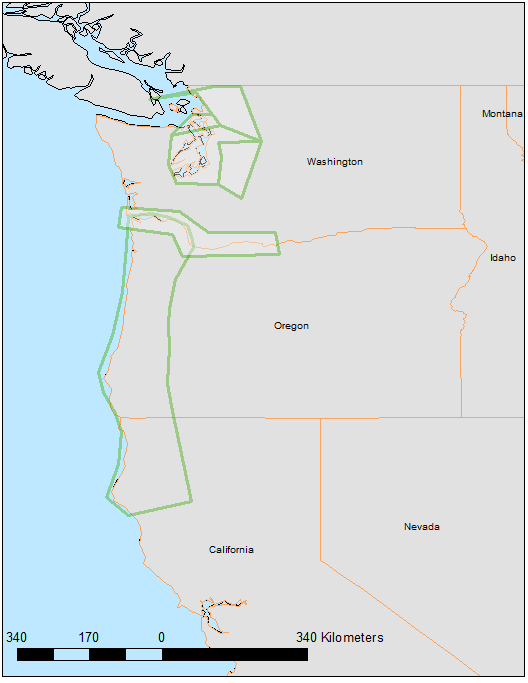 Montana
Washington
Idaho
Oregon
Nevada
California
340 170 0 340 Kilometers